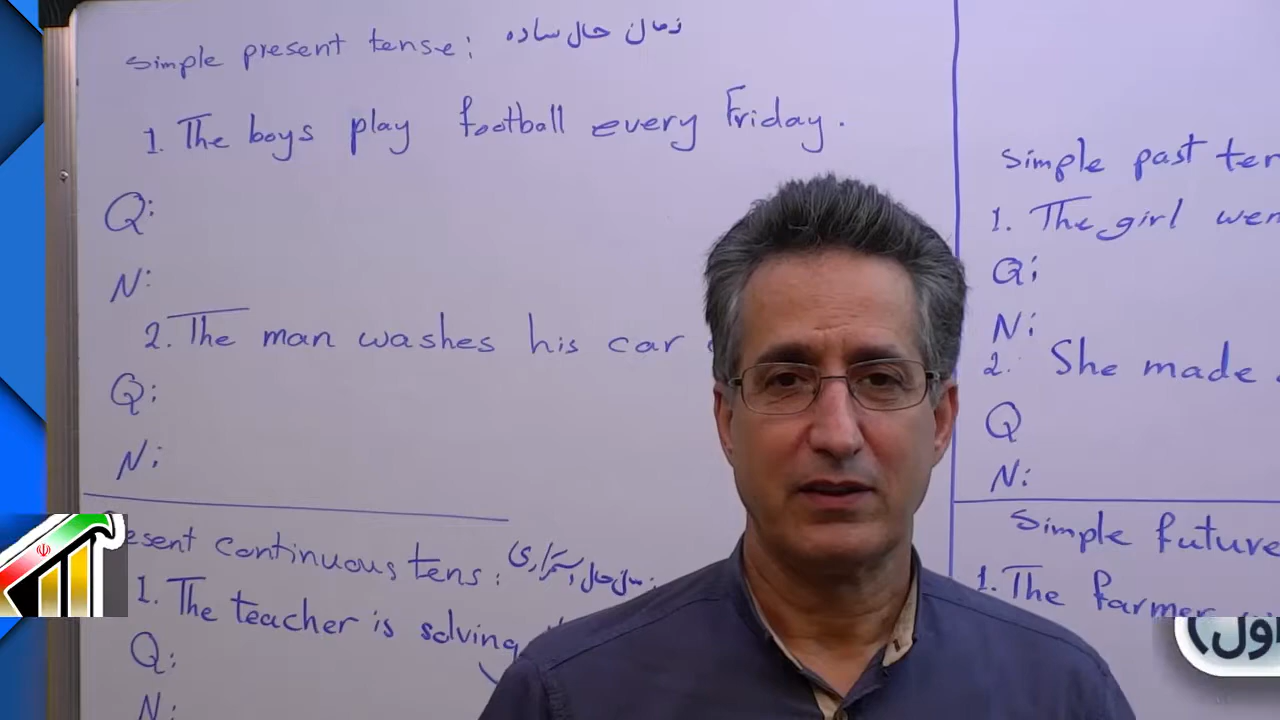 simple present tense: زمان حال ساده
1. The boys play football every Friday.
Q:
N:
2. The man washes his car
Q:
N:
esent continuous tens: زمان حال استمراری:
1. The teacher is solving
Q:
N:
simple past ten
1. The girl wen
Q:
N:
2. She made
Q
N:
Simple future
1. The farmer
اول)